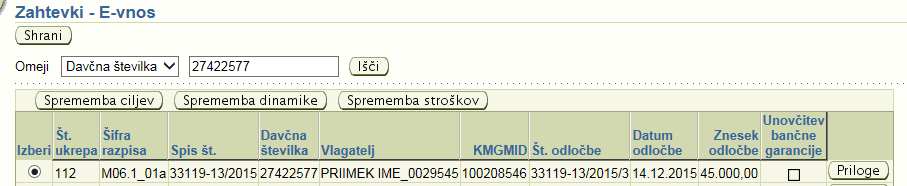 Zahtevki - E-vnos
Shrani
Omeji Davčna številka 27422577 Išči
Sprememba ciljev Sprememba dinamike Sprememba stroškov
Izberi Št. ukrepa Šifra razpisa Spis št. Davčna številka Vlagatelj KMGMID Št. odločbe Datum odločbe Znesek odločbe Unovčitev bančne garancije
112 M06.1_01a 33119-13/2015 27422577 PRIIMEK IME_0029545 100208546 33119-13/2015/3 14.12.2015 45.000,00 Priloge